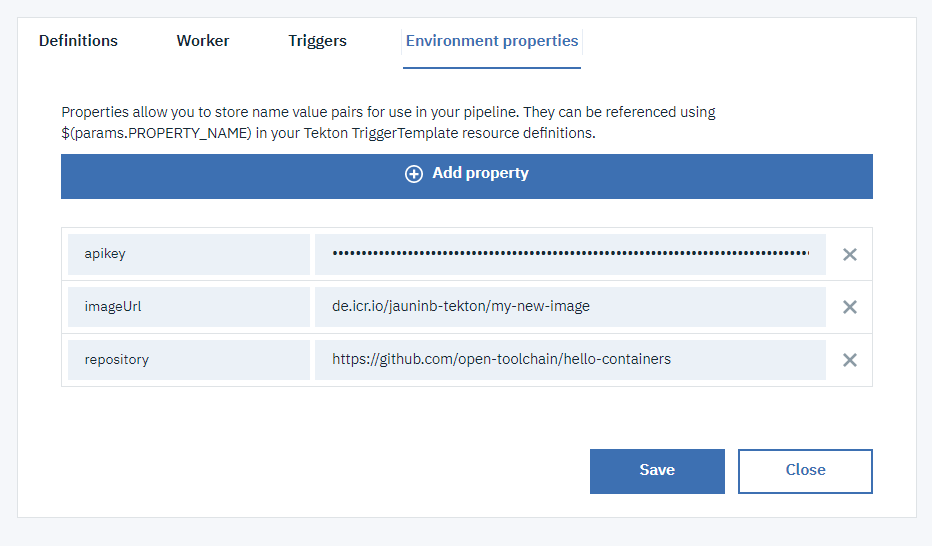 Definitions Worker Triggers Environment properties
Properties allow you to store name value pairs for use in your pipeline. They can be referenced using
$(params.PROPERTY_NAME) in your Tekton TriggerTemplate resource definitions.
Add property
apikey
imageUrl de.icr.io/jauninb-tekton/my-new-image
repository https://github.com/open-toolchain/hello-containers
Save Close